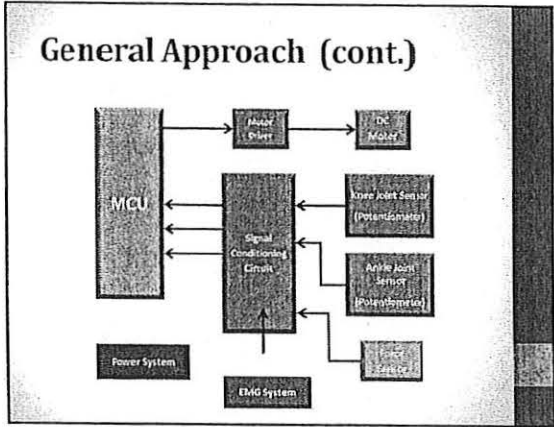 General Approach (cont.)
Motor
Driver
DC
Motor
MCU
Signal
Conditioning
Circuit
Knee Joint Sensor
(Potentiometer)
Ankle Joint
Sensor
(Potentiometer)
Force
Sensor
Power System
EMG System